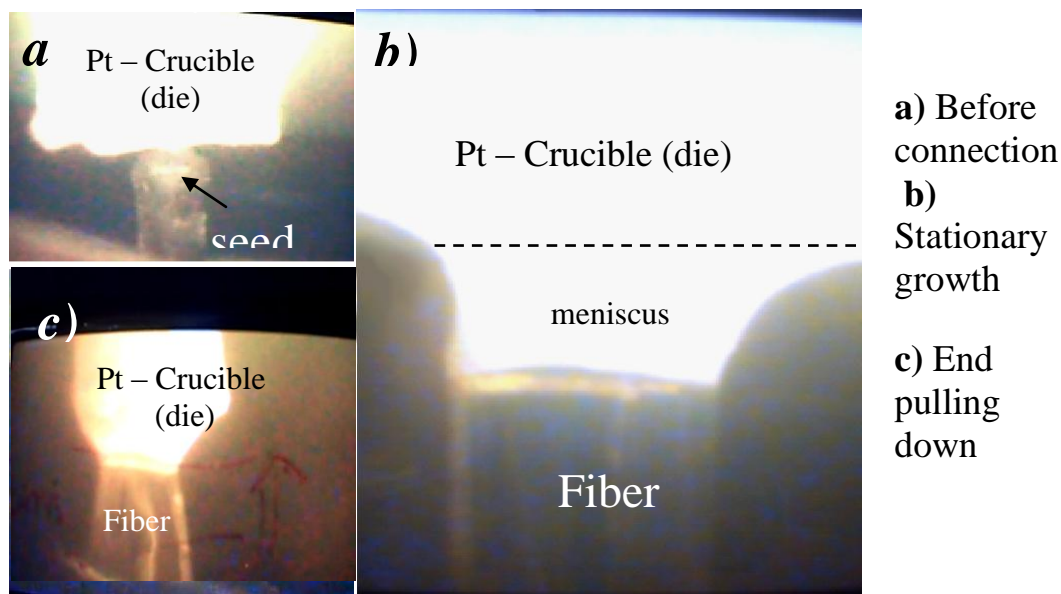 a
Pt – Crucible
(die)
seed
b)
Pt – Crucible (die)
meniscus
Fiber
c)
Pt – Crucible
(die)
Fiber
a) Before
connection
b)
Stationary
growth
c) End
pulling
down